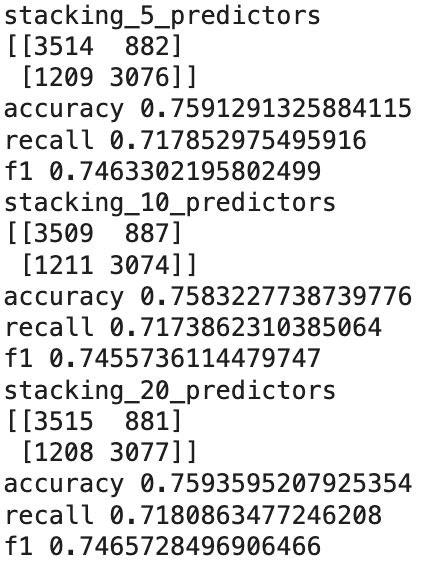 stacking_5_predictors
[[3514  882]
 [1209 3076]]
accuracy 0.7591291325884115
recall 0.717852975495916
f1 0.7463302195802499
stacking_10_predictors
[[3509  887]
 [1211 3074]]
accuracy 0.7583227738739776
recall 0.7173862310385064
f1 0.7455736114479747
stacking_20_predictors
[[3515  881]
 [1208 3077]]
accuracy 0.7593595207925354
recall 0.7180863477246208
f1 0.7465728496906466